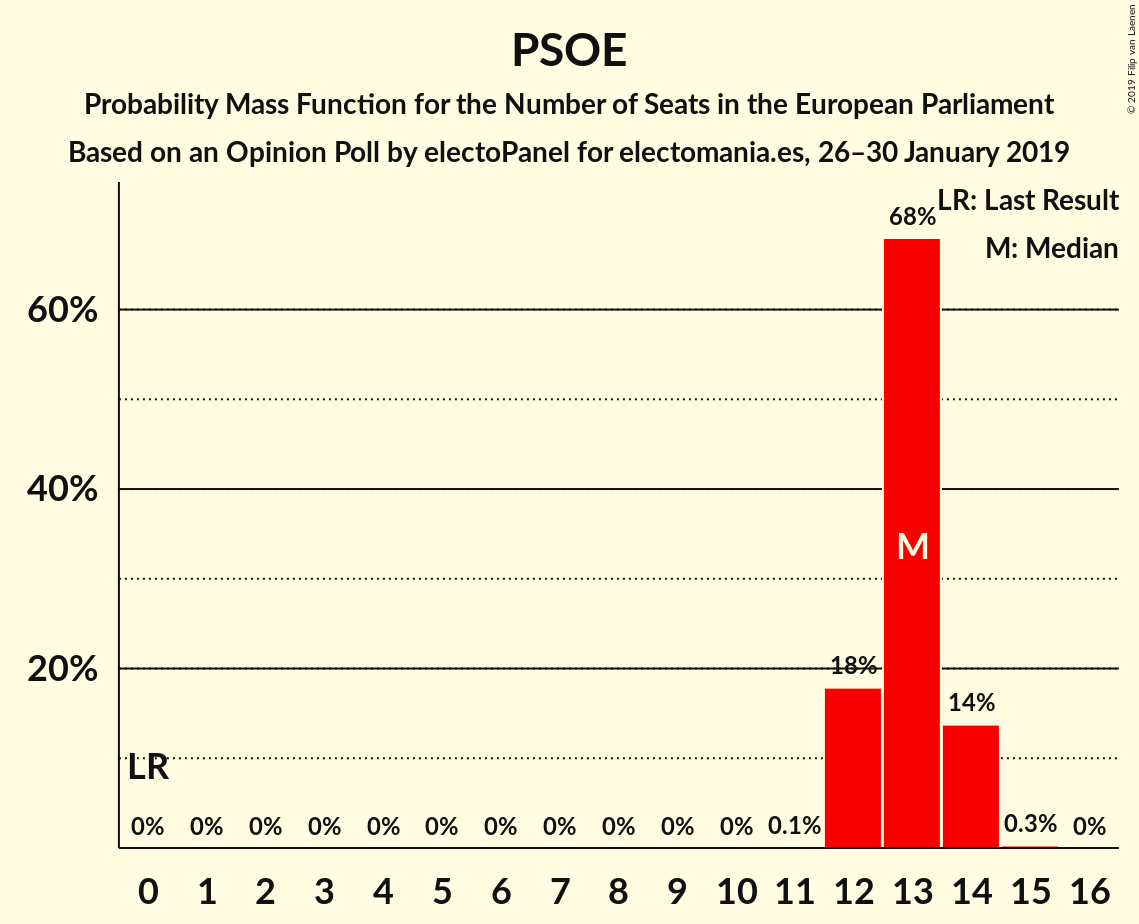 PSOE
Probability Mass Function for the Number of Seats in the European Parliament
Based on an Opinion Poll by electoPanel for electomania.es, 26–30 January 2019
© 2019 Filip van Laenen
LR: Last Result
M: Median
68%
60%
40%
M
20%
18%
14%
LR
0% 0% 0% 0% 0% 0% 0% 0% 0% 0% 0% 0.1% 0.3% 0%
0 1 2 3 4 5 6 7 8 9 10 11 12 13 14 15 16